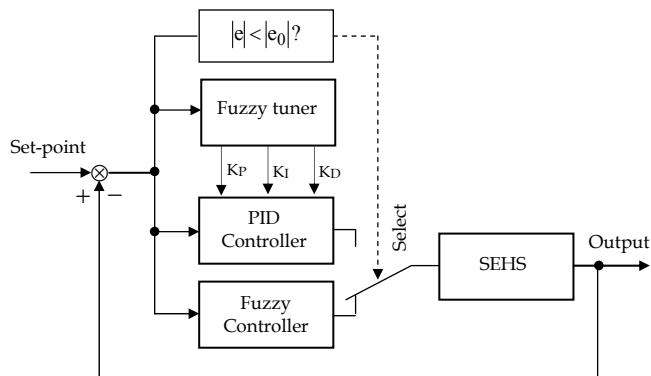 |e| < |e0|?
Fuzzy tuner
Set-point
KP
KI
KD
+
−
PID
Controller
Select
SEHS
Output
Fuzzy
Controller